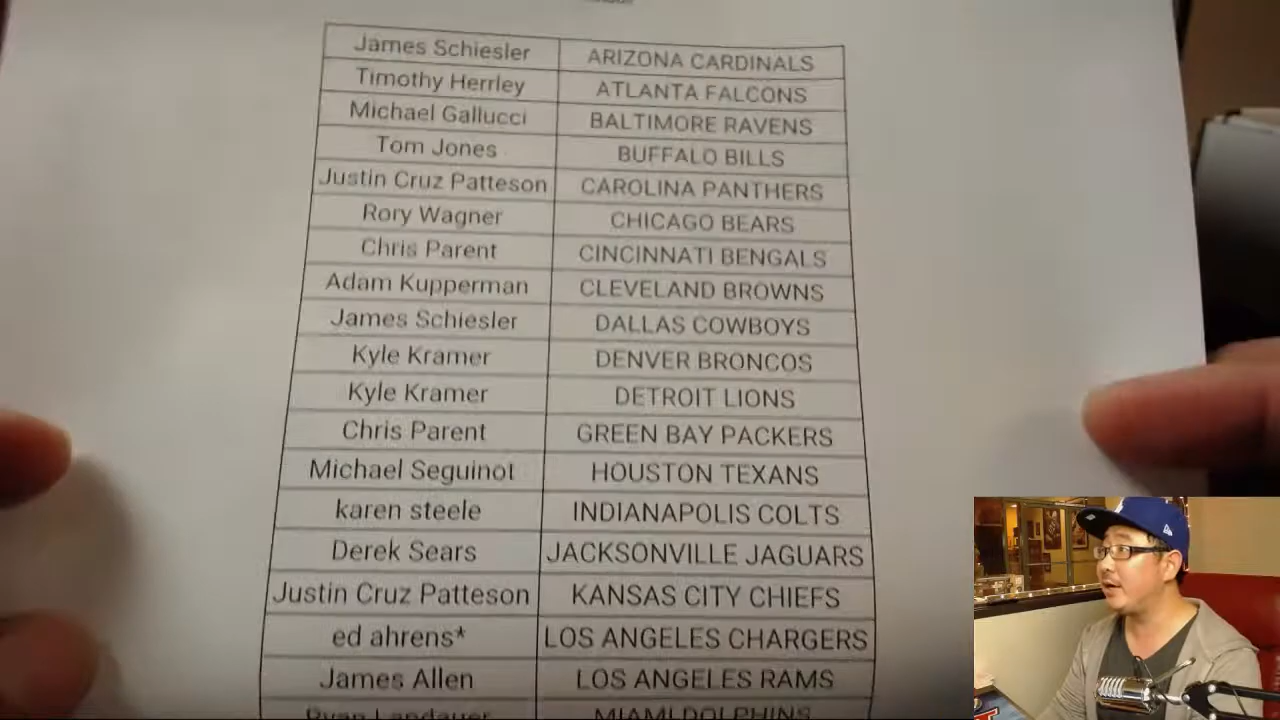 James Schiesler ARIZONA CARDINALS
Timothy Herrley ATLANTA FALCONS
Michael Gallucci BALTIMORE RAVENS
Tom Jones BUFFALO BILLS
Justin Cruz Patteson CAROLINA PANTHERS
Rory Wagner CHICAGO BEARS
Chris Parent CINCINNATI BENGALS
Adam Kupperman CLEVELAND BROWNS
James Schiesler DALLAS COWBOYS
Kyle Kramer DENVER BRONCOS
Kyle Kramer DETROIT LIONS
Chris Parent GREEN BAY PACKERS
Michael Seguinot HOUSTON TEXANS
karen steele INDIANAPOLIS COLTS
Derek Sears JACKSONVILLE JAGUARS
Justin Cruz Patteson KANSAS CITY CHIEFS
ed ahrens* LOS ANGELES CHARGERS
James Allen LOS ANGELES RAMS
Ryan Landauer MIAMI DOLPHINS